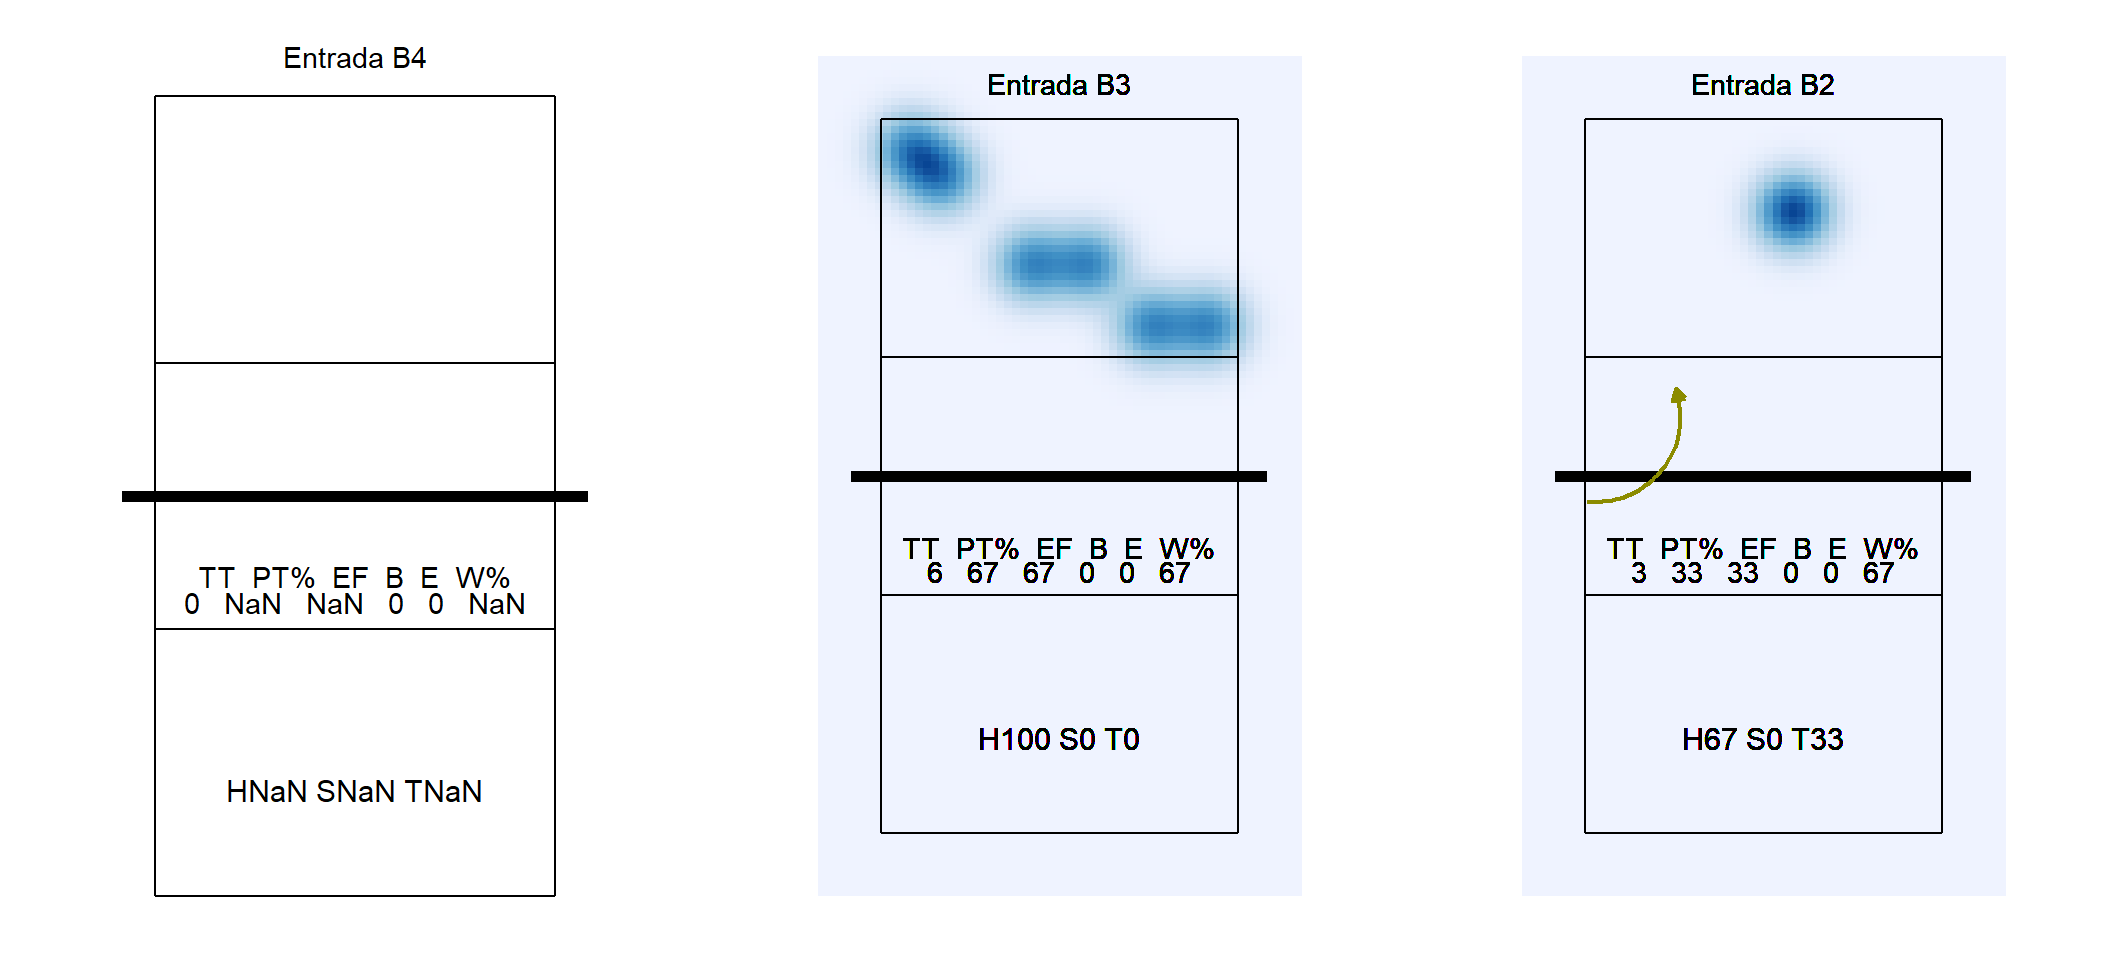 Entrada B4
TT PT% EF B E W%
0 NaN NaN 0 0 NaN
HNaN SNaN TNaN
Entrada B3
TT PT% EF B E W%
6 67 67 0 0 67
H100 S0 T0
Entrada B2
TT PT% EF B E W%
3 33 33 0 0 67
H67 S0 T33